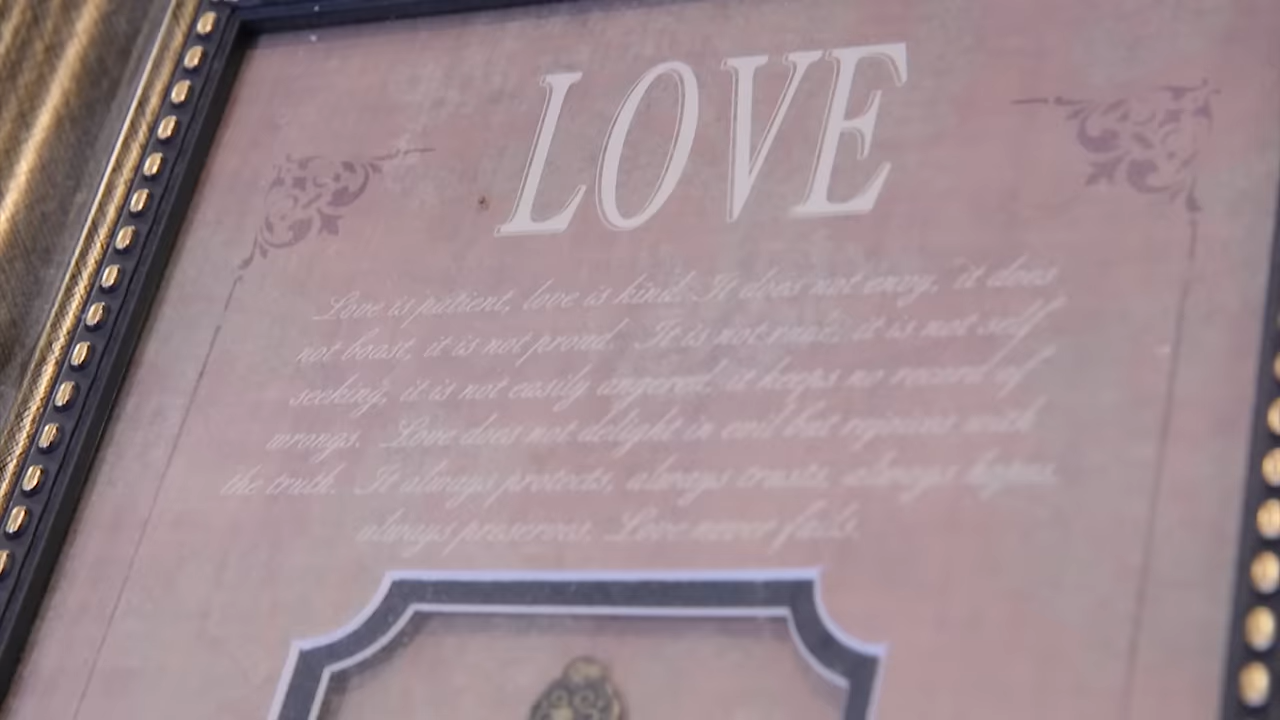 LOVE
Love is patient, love is kind. It does not envy, it does
not boast, it is not proud. It is not rude, it is not self
seeking, it is not easily angered, it keeps no record of
wrongs. Love does not delight in evil but rejoices with
the truth. It always protects, always trusts, always hopes,
always preserves. Love never fails.